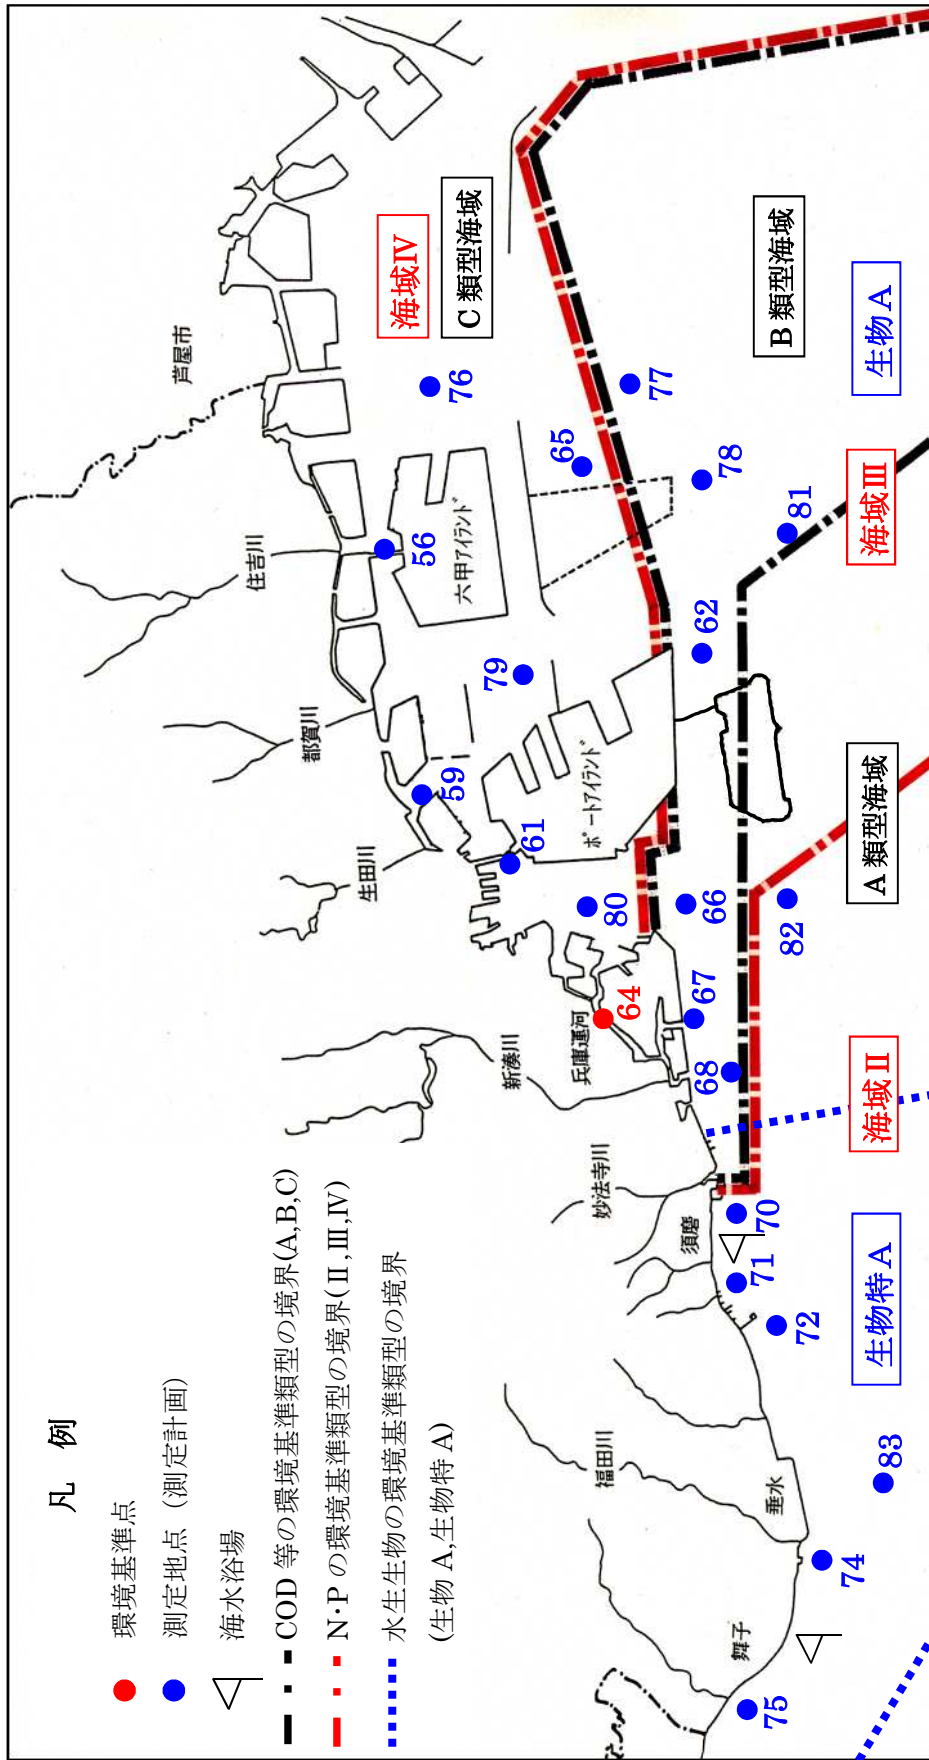 凡 例
環境基準点
測定地点 (測定計画)
海水浴場
COD 等の環境基準類型の境界(A,B,C)
N･P の環境基準類型の境界(Ⅱ,Ⅲ,Ⅳ)
水生生物の環境基準類型の境界
(生物 A,生物特 A)
芦屋市
住吉川
都賀川
生田川
新湊川
兵庫運河
妙法寺川
須磨
福田川
垂水
舞子
六甲アイランド
ポートアイランド
海域Ⅳ
C 類型海域
B 類型海域
生物 A
海域Ⅲ
A 類型海域
海域Ⅱ
生物特 A
76
65
77
56
78
81
79
62
59
61
80
66
82
64
67
68
70
71
72
83
74
75